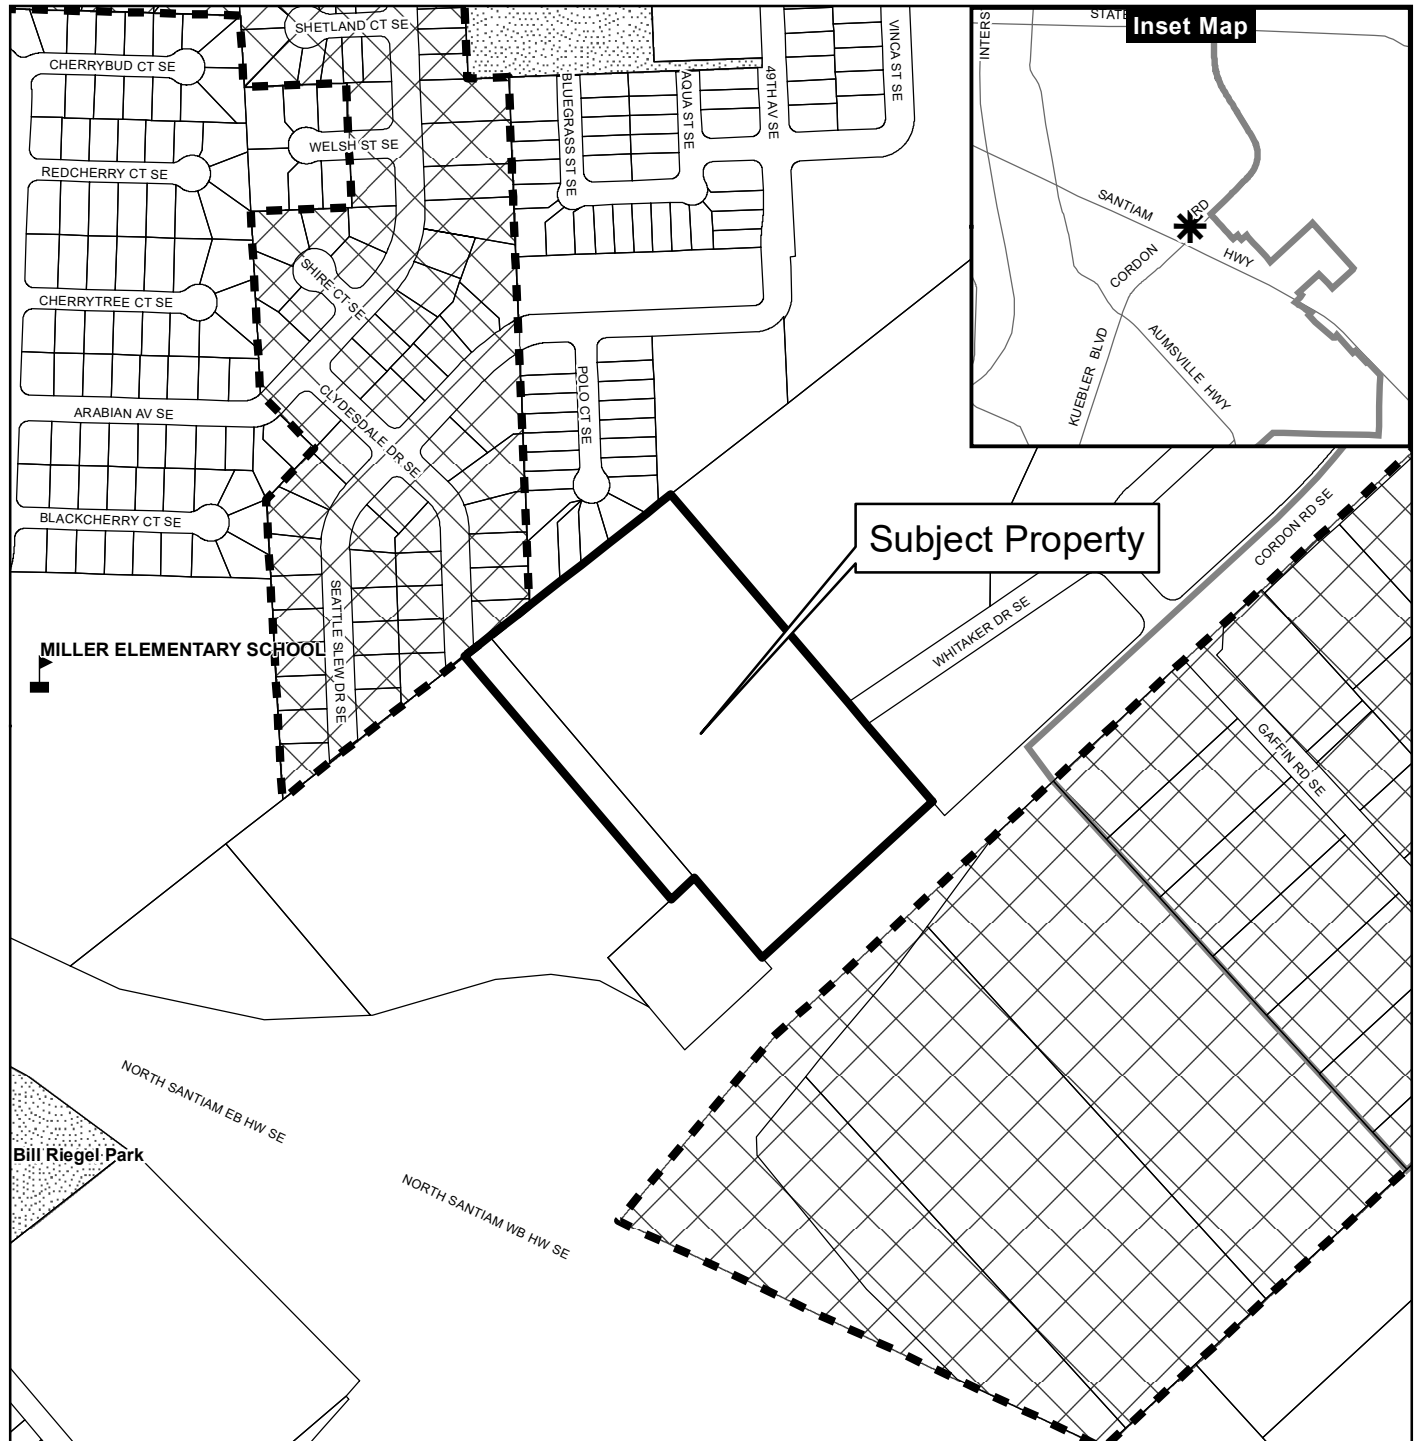 SHETLAND CT SE
CHERRYBUD CT SE
WELSH ST SE
REDCHERRY CT SE
SHIRE CT SE
CHERRYTREE CT SE
CLYDESDALE DR SE
ARABIAN AV SE
BLACKCHERRY CT SE
SEATTLE SLEW DR SE
MILLER ELEMENTARY SCHOOL
BLUEGRASS ST SE
AQUA ST SE
49TH AV SE
VINCA ST SE
POLO CT SE
Inset Map
STATE
INTERS
SANTIAM
HWY
CORDON
RD
KUEBLER BLVD
AUMSVILLE HWY
Subject Property
CORDON RD SE
WHITAKER DR SE
GAFFIN RD SE
NORTH SANTIAM EB HW SE
Bill Riegel Park
NORTH SANTIAM WB HW SE